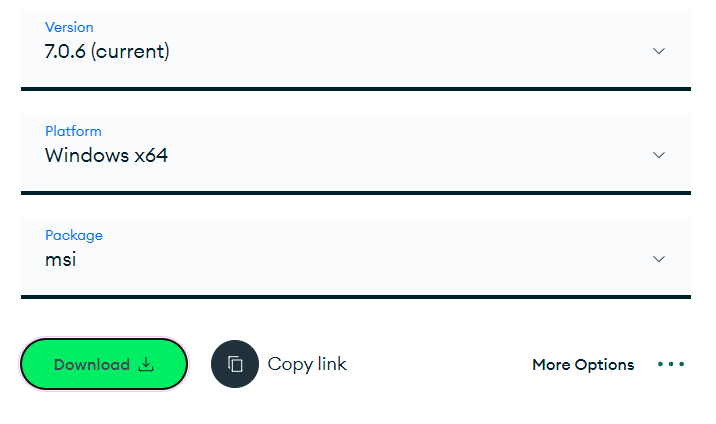 Version
7.0.6 (current)
Platform
Windows x64
Package
msi
Download
Copy link
More Options